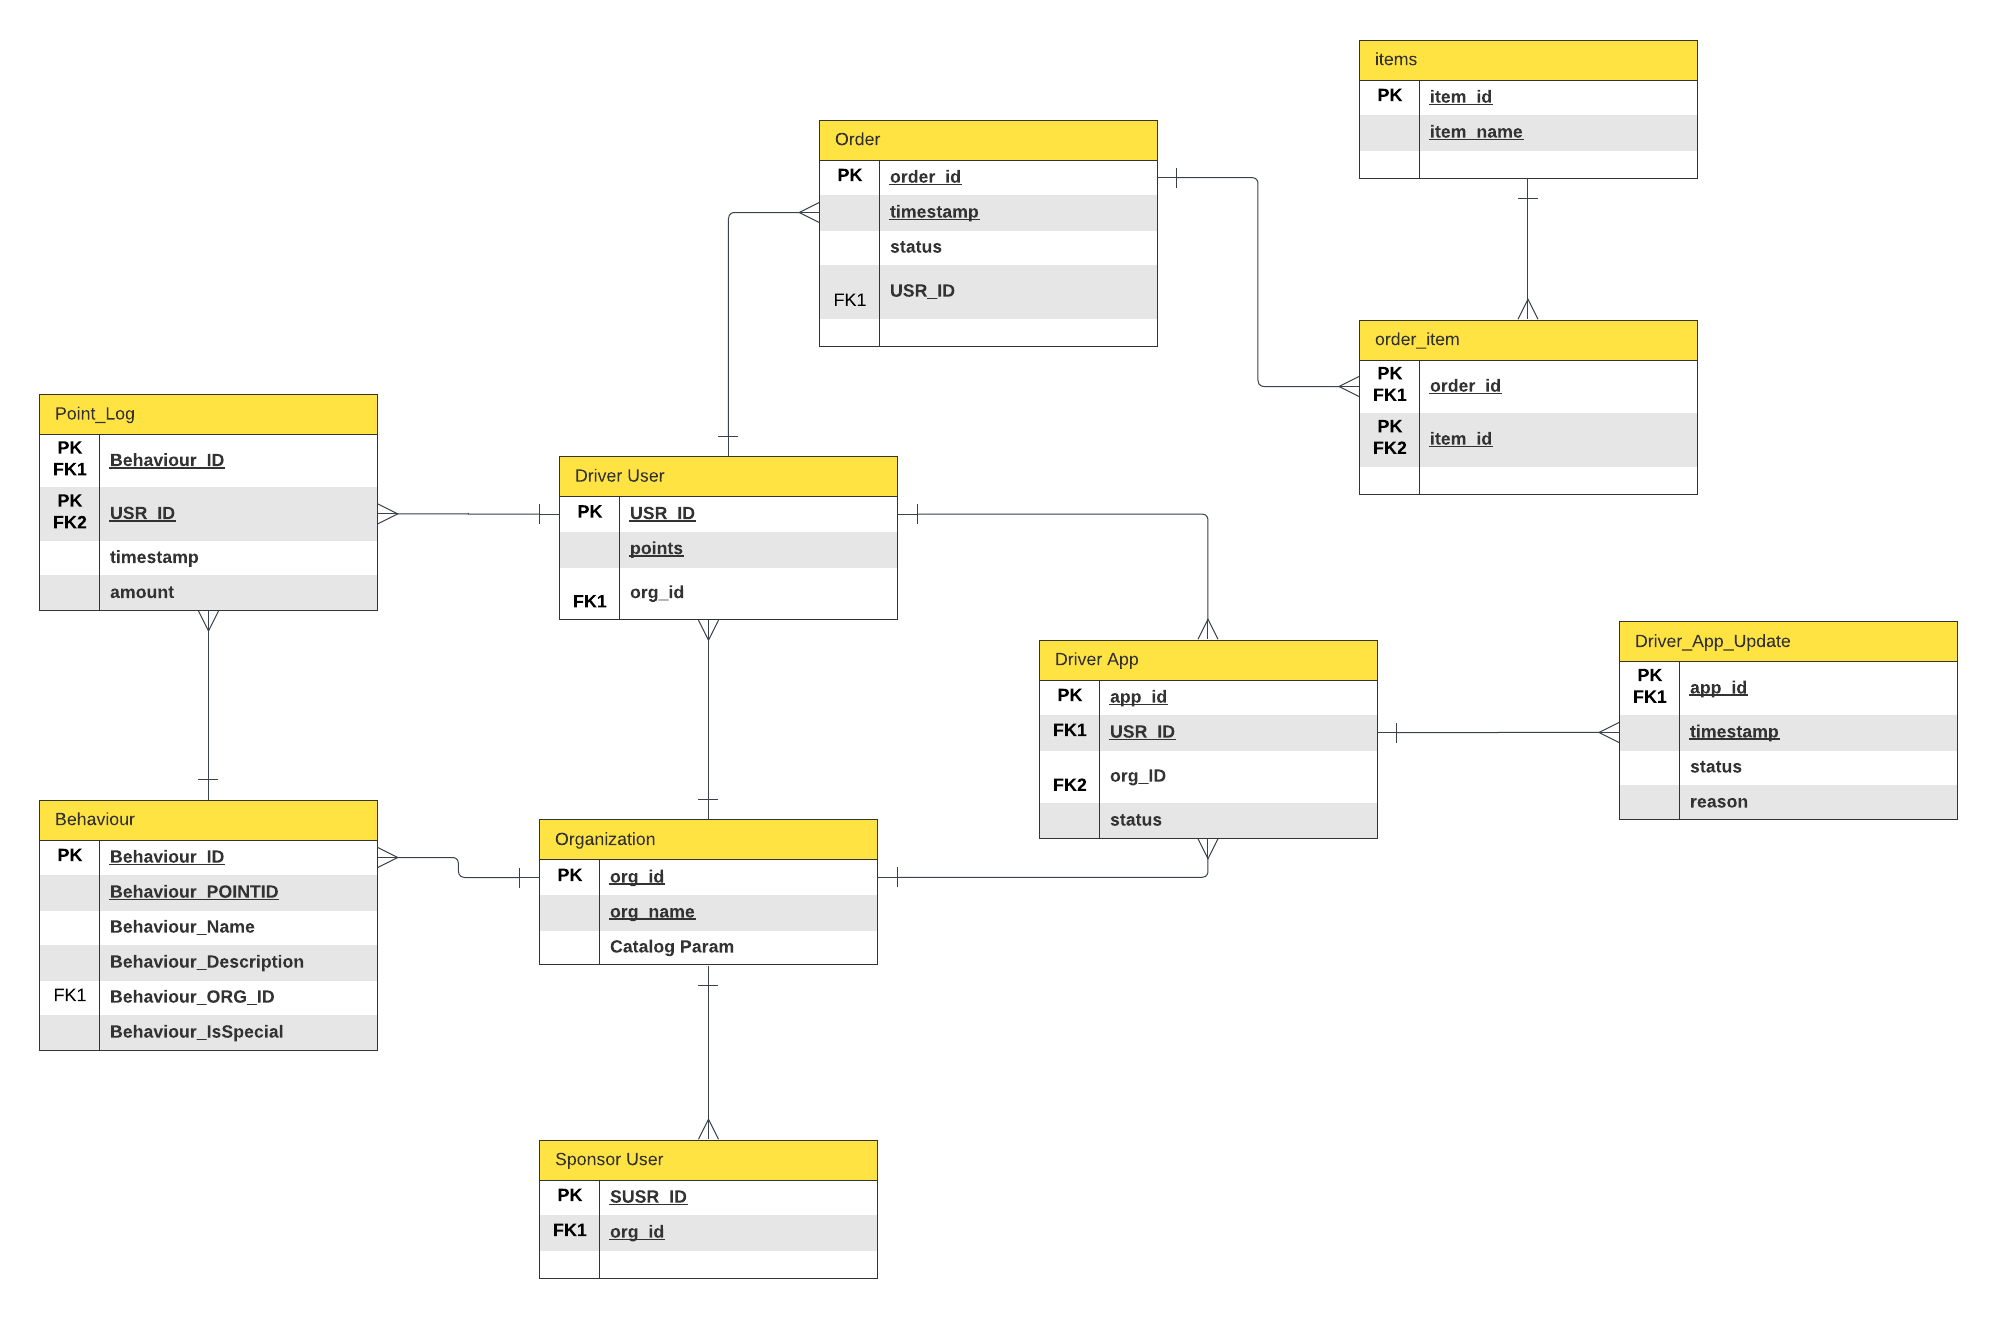 items
PK item_id
item_name
Order
PK order_id
timestamp
status
FK1 USR_ID
order_item
PK
FK1 order_id
PK
FK2 item_id
Point_Log
PK
FK1 Behaviour_ID
PK
FK2 USR_ID
timestamp
amount
Driver User
PK USR_ID
points
FK1 org_id
Driver App
PK app_id
FK1 USR_ID
FK2 org_ID
status
Driver_App_Update
PK
FK1 app_id
timestamp
status
reason
Behaviour
PK Behaviour_ID
Behaviour_POINTID
Behaviour_Name
Behaviour_Description
FK1 Behaviour_ORG_ID
Behaviour_IsSpecial
Organization
PK org_id
org_name
Catalog Param
Sponsor User
PK SUSR_ID
FK1 org_id